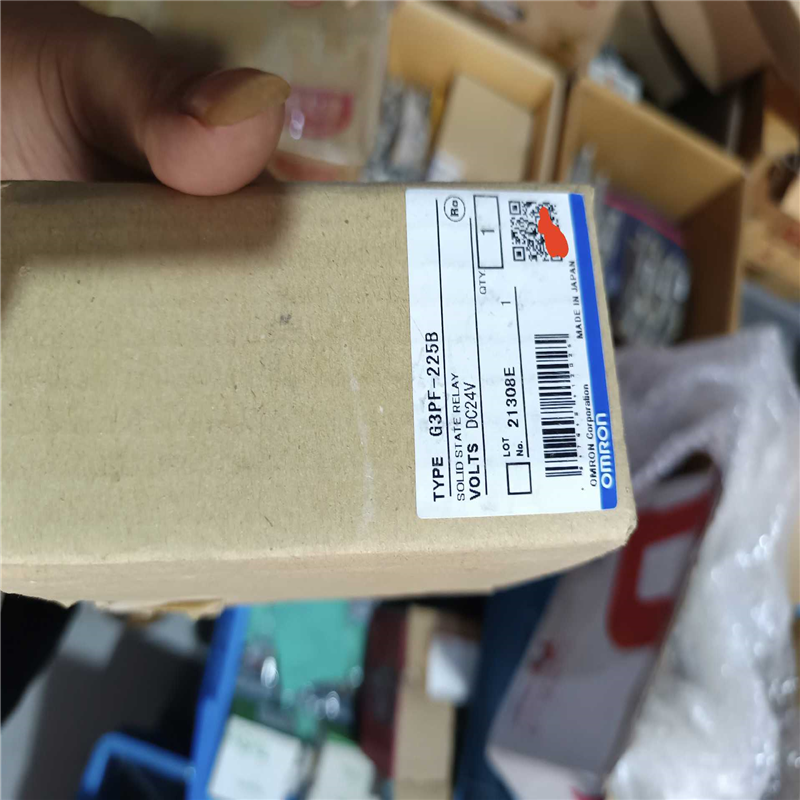 TYPE G3PF-225B
SOLID STATE RELAY
VOLTS DC24V
QTY 1
LOT No. 21308E 1
MADE IN JAPAN
OMRON Corporation
OMRON